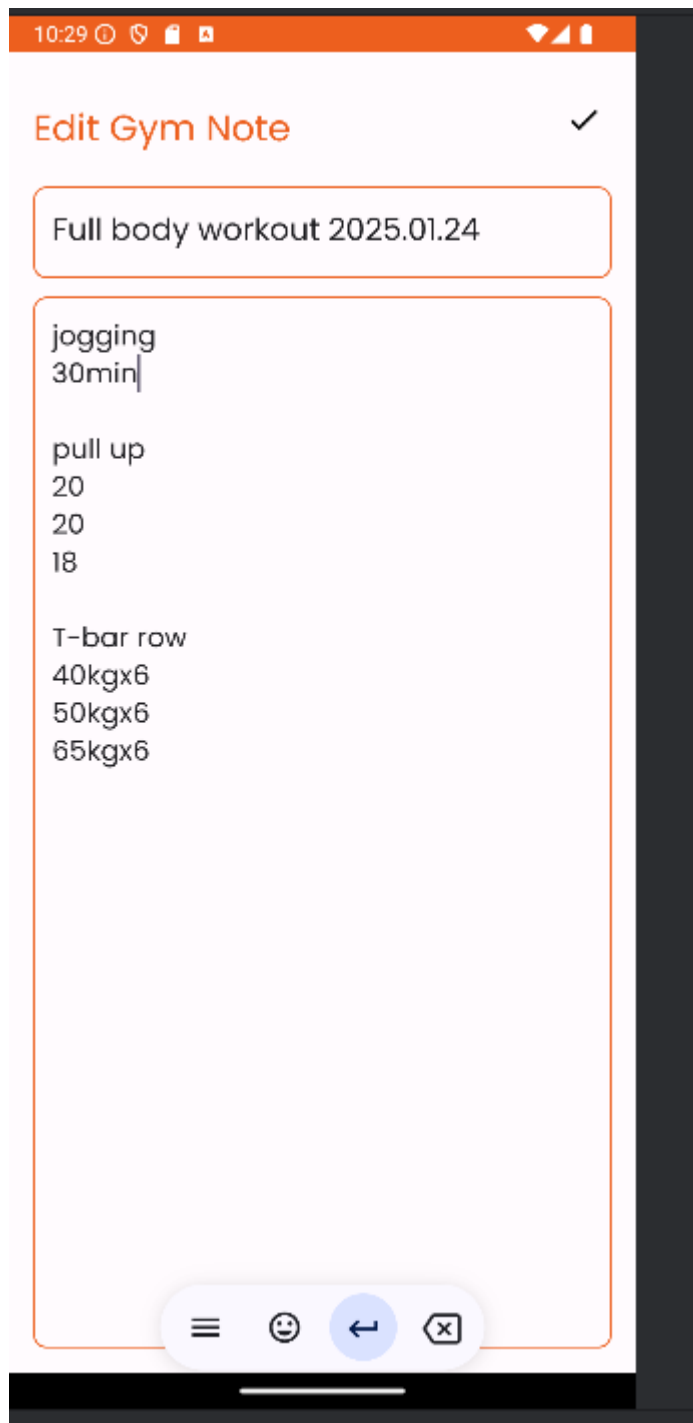 10:29
Edit Gym Note
Full body workout 2025.01.24
jogging
30min
pull up
20
20
18
T-bar row
40kgx6
50kgx6
65kgx6